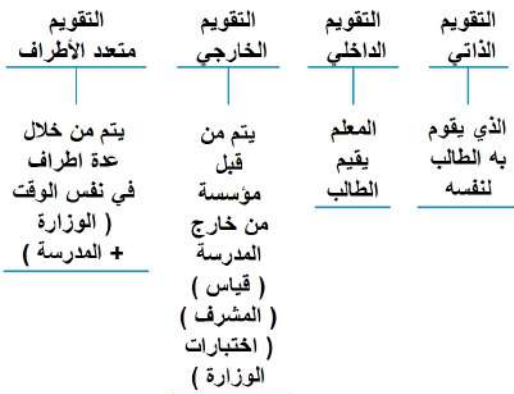 التقويم
الذاتي
الذي يقوم
به الطالب
لنفسه
التقويم
الداخلي
المعلم
يقيم
الطالب
التقويم
الخارجي
يتم من
قبل
مؤسسة
من خارج
المدرسة
( قياس )
( المشرف )
( اختبارات
الوزارة )
التقويم
متعدد الأطراف
يتم من خلال
عدة اطراف
في نفس الوقت
( الوزارة
+ المدرسة )